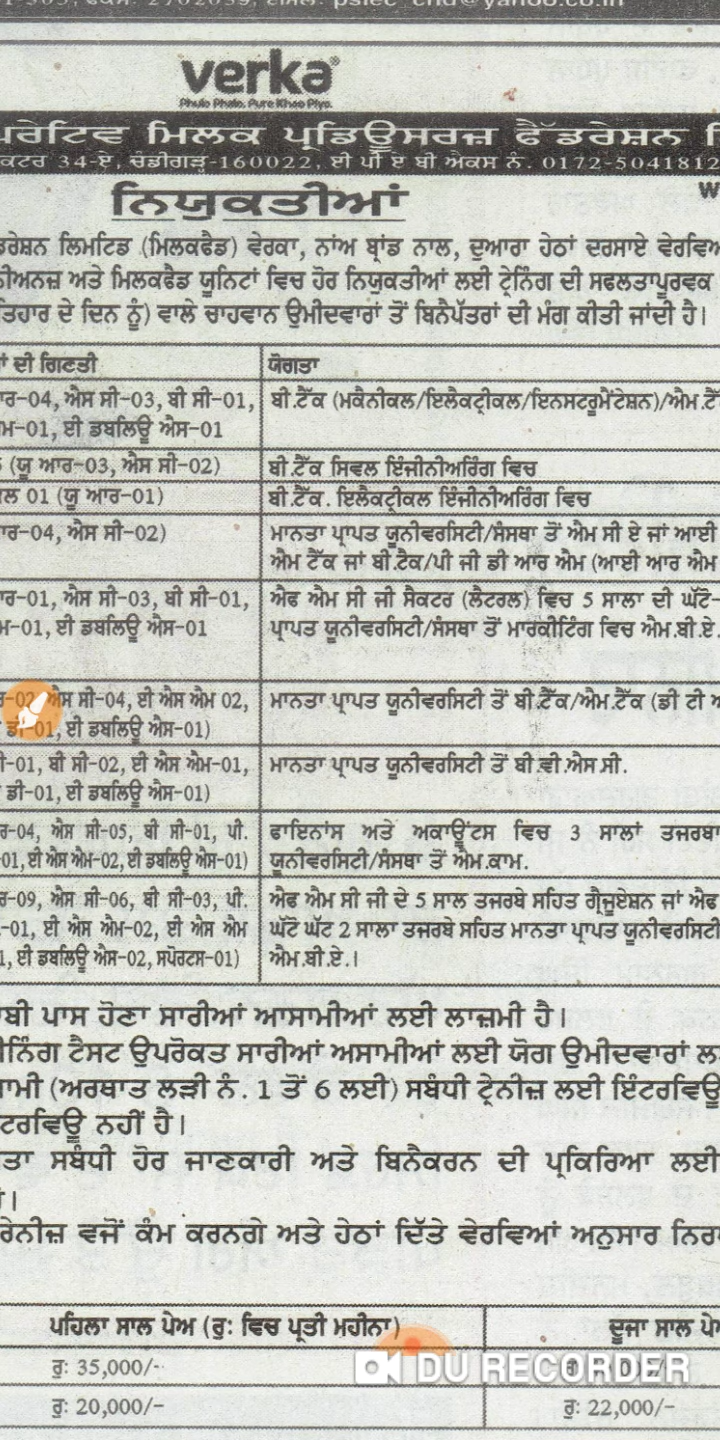 verka®
Phulo Phalo, Pure Khao Piyo.
ਪਰੇਟਿਵ ਮਿਲਕ ਪ੍ਰਡਿਊਸਰਜ਼ ਫੈੱਡਰੇਸ਼ਨ
ਕਟਰ 34-ਏ, ਚੰਡੀਗੜ੍ਹ-160022, ਈ ਪੀ ਏ ਬੀ ਐਕਸ ਨੰ. 0172-5041812
W
ਨਿਯੁਕਤੀਆਂ
ਡਰੇਸ਼ਨ ਲਿਮਟਿਡ (ਮਿਲਕਫੈਡ) ਵੇਰਕਾ, ਨਾਂਅ ਬ੍ਰਾਂਡ ਨਾਲ, ਦੁਆਰਾ ਹੇਠਾਂ ਦਰਸਾਏ ਵੇਰਵਿਆ
ੀਅਨਜ਼ ਅਤੇ ਮਿਲਕਫੈਡ ਯੂਨਿਟਾਂ ਵਿਚ ਹੋਰ ਨਿਯੁਕਤੀਆਂ ਲਈ ਟ੍ਰੇਨਿੰਗ ਦੀ ਸਫਲਤਾਪੂਰਵਕ
ਤਿਹਾਰ ਦੇ ਦਿਨ ਨੂੰ) ਵਾਲੇ ਚਾਹਵਾਨ ਉਮੀਦਵਾਰਾਂ ਤੋਂ ਬਿਨੈਪੱਤਰਾਂ ਦੀ ਮੰਗ ਕੀਤੀ ਜਾਂਦੀ ਹੈ।
ਾਂ ਦੀ ਗਿਣਤੀ ਯੋਗਤਾ
ਰ-04, ਐਸ ਸੀ-03, ਬੀ ਸੀ-01, ਬੀ.ਟੈੱਕ (ਮਕੈਨੀਕਲ/ਇਲੈਕਟ੍ਰੀਕਲ/ਇਨਸਟਰੂਮੈਂਟੇਸ਼ਨ)/ਐਮ.ਟੈੱ
ਮ-01, ਈ ਡਬਲਿਊ ਐਸ-01
(ਯੂ ਆਰ-03, ਐਸ ਸੀ-02) ਬੀ.ਟੈੱਕ ਸਿਵਲ ਇੰਜੀਨੀਅਰਿੰਗ ਵਿਚ
ਲ 01 (ਯੂ ਆਰ-01) ਬੀ.ਟੈੱਕ. ਇਲੈਕਟ੍ਰੀਕਲ ਇੰਜੀਨੀਅਰਿੰਗ ਵਿਚ
ਰ-04, ਐਸ ਸੀ-02) ਮਾਨਤਾ ਪ੍ਰਾਪਤ ਯੂਨੀਵਰਸਿਟੀ/ਸੰਸਥਾ ਤੋਂ ਐਮ ਸੀ ਏ ਜਾਂ ਆਈ
ਐਮ ਟੈੱਕ ਜਾਂ ਬੀ.ਟੈਕ/ਪੀ ਜੀ ਡੀ ਆਰ ਐਮ (ਆਈ ਆਰ ਐਮ
ਰ-01, ਐਸ ਸੀ-03, ਬੀ ਸੀ-01, ਐਫ ਐਮ ਸੀ ਜੀ ਸੈਕਟਰ (ਲੈਟਰਲ) ਵਿਚ 5 ਸਾਲਾ ਦੀ ਘੱਟੋ-
ਮ-01, ਈ ਡਬਲਿਊ ਐਸ-01 ਪ੍ਰਾਪਤ ਯੂਨੀਵਰਸਿਟੀ/ਸੰਸਥਾ ਤੋਂ ਮਾਰਕੀਟਿੰਗ ਵਿਚ ਐਮ.ਬੀ.ਏ.
ਰ-02, ਐਸ ਸੀ-04, ਈ ਐਸ ਐਮ 02, ਮਾਨਤਾ ਪ੍ਰਾਪਤ ਯੂਨੀਵਰਸਿਟੀ ਤੋਂ ਬੀ.ਟੈੱਕ/ਐਮ.ਟੈੱਕ (ਡੀ ਟੀ
ਡੀ-01, ਈ ਡਬਲਿਊ ਐਸ-01)
ੀ-01, ਬੀ ਸੀ-02, ਈ ਐਸ ਐਮ-01, ਮਾਨਤਾ ਪ੍ਰਾਪਤ ਯੂਨੀਵਰਸਿਟੀ ਤੋਂ ਬੀ.ਵੀ.ਐਸ.ਸੀ.
ਡੀ-01, ਈ ਡਬਲਿਊ ਐਸ-01)
ਰ-04, ਐਸ ਸੀ-05, ਬੀ ਸੀ-01, ਪੀ. ਫਾਇਨਾਂਸ ਅਤੇ ਅਕਾਊਂਟਸ ਵਿਚ 3 ਸਾਲਾਂ ਤਜਰਬਾ
01, ਈ ਐਸ ਐਮ-02, ਈ ਡਬਲਿਊ ਐਸ-01) ਯੂਨੀਵਰਸਿਟੀ/ਸੰਸਥਾ ਤੋਂ ਐਮ.ਕਾਮ.
ਰ-09, ਐਸ ਸੀ-06, ਬੀ ਸੀ-03, ਪੀ. ਐਫ ਐਮ ਸੀ ਜੀ ਦੇ 5 ਸਾਲ ਤਜਰਬੇ ਸਹਿਤ ਗ੍ਰੈਜੂਏਸ਼ਨ ਜਾਂ ਐਫ
-01, ਈ ਐਸ ਐਮ-02, ਈ ਐਸ ਐਮ ਘੱਟੋ ਘੱਟ 2 ਸਾਲਾ ਤਜਰਬੇ ਸਹਿਤ ਮਾਨਤਾ ਪ੍ਰਾਪਤ ਯੂਨੀਵਰਸਿਟੀ
1, ਈ ਡਬਲਿਊ ਐਸ-02, ਸਪੋਰਟਸ-01) ਐਮ.ਬੀ.ਏ.।
ਬੀ ਪਾਸ ਹੋਣਾ ਸਾਰੀਆਂ ਆਸਾਮੀਆਂ ਲਈ ਲਾਜ਼ਮੀ ਹੈ।
ੀਨਿੰਗ ਟੈਸਟ ਉਪਰੋਕਤ ਸਾਰੀਆਂ ਅਸਾਮੀਆਂ ਲਈ ਯੋਗ ਉਮੀਦਵਾਰਾਂ ਲ
ਾਮੀ (ਅਰਥਾਤ ਲੜੀ ਨੰ. 1 ਤੋਂ 6 ਲਈ) ਸਬੰਧੀ ਟ੍ਰੇਨੀਜ਼ ਲਈ ਇੰਟਰਵਿਊ
ਟਰਵਿਊ ਨਹੀਂ ਹੈ।
ਤਾ ਸਬੰਧੀ ਹੋਰ ਜਾਣਕਾਰੀ ਅਤੇ ਬਿਨੈਕਰਨ ਦੀ ਪ੍ਰਕਿਰਿਆ ਲਈ
ੈ।
ਰੇਨੀਜ਼ ਵਜੋਂ ਕੰਮ ਕਰਨਗੇ ਅਤੇ ਹੇਠਾਂ ਦਿੱਤੇ ਵੇਰਵਿਆਂ ਅਨੁਸਾਰ ਨਿਰ
ਪਹਿਲਾ ਸਾਲ ਪੇਅ (ਰੁ: ਵਿਚ ਪ੍ਰਤੀ ਮਹੀਨਾ) ਦੂਜਾ ਸਾਲ ਪੇ
ਰੁ: 35,000/-
DU RECORDER
ਰੁ: 20,000/- ਰੁ: 22,000/-